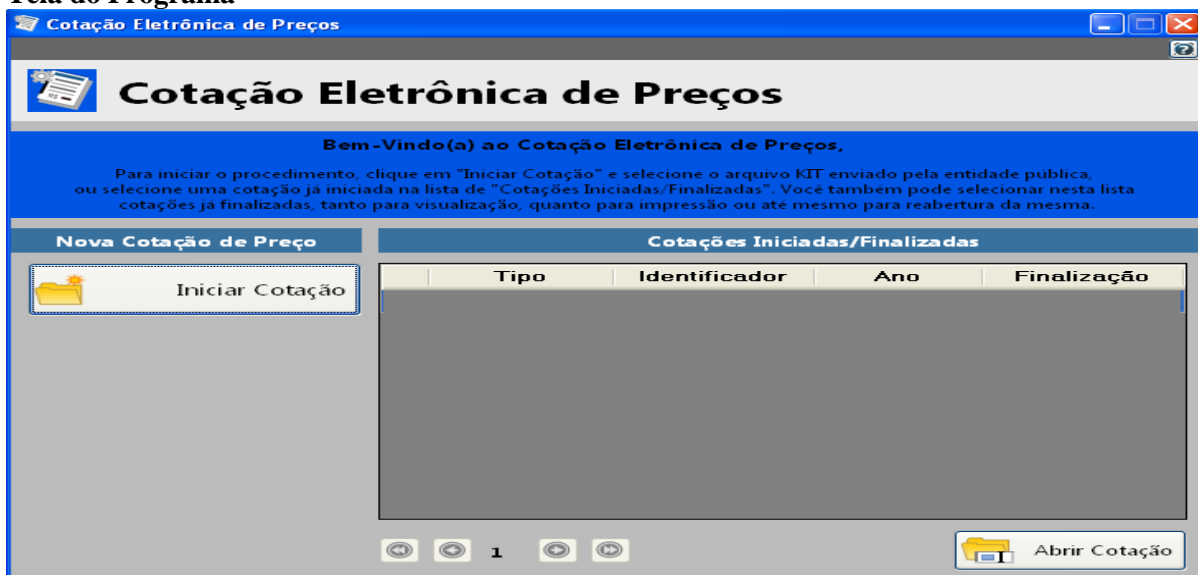 Tela do Programa
Cotação Eletrônica de Preços
Cotação Eletrônica de Preços
Bem-Vindo(a) ao Cotação Eletrônica de Preços,
Para iniciar o procedimento, clique em "Iniciar Cotação" e selecione o arquivo KIT enviado pela entidade pública,
ou selecione uma cotação já iniciada na lista de "Cotações Iniciadas/Finalizadas". Você também pode selecionar nesta lista
cotações já finalizadas, tanto para visualização, quanto para impressão ou até mesmo para reabertura da mesma.
Nova Cotação de Preço
Cotações Iniciadas/Finalizadas
Iniciar Cotação
Tipo Identificador Ano Finalização
1
Abrir Cotação